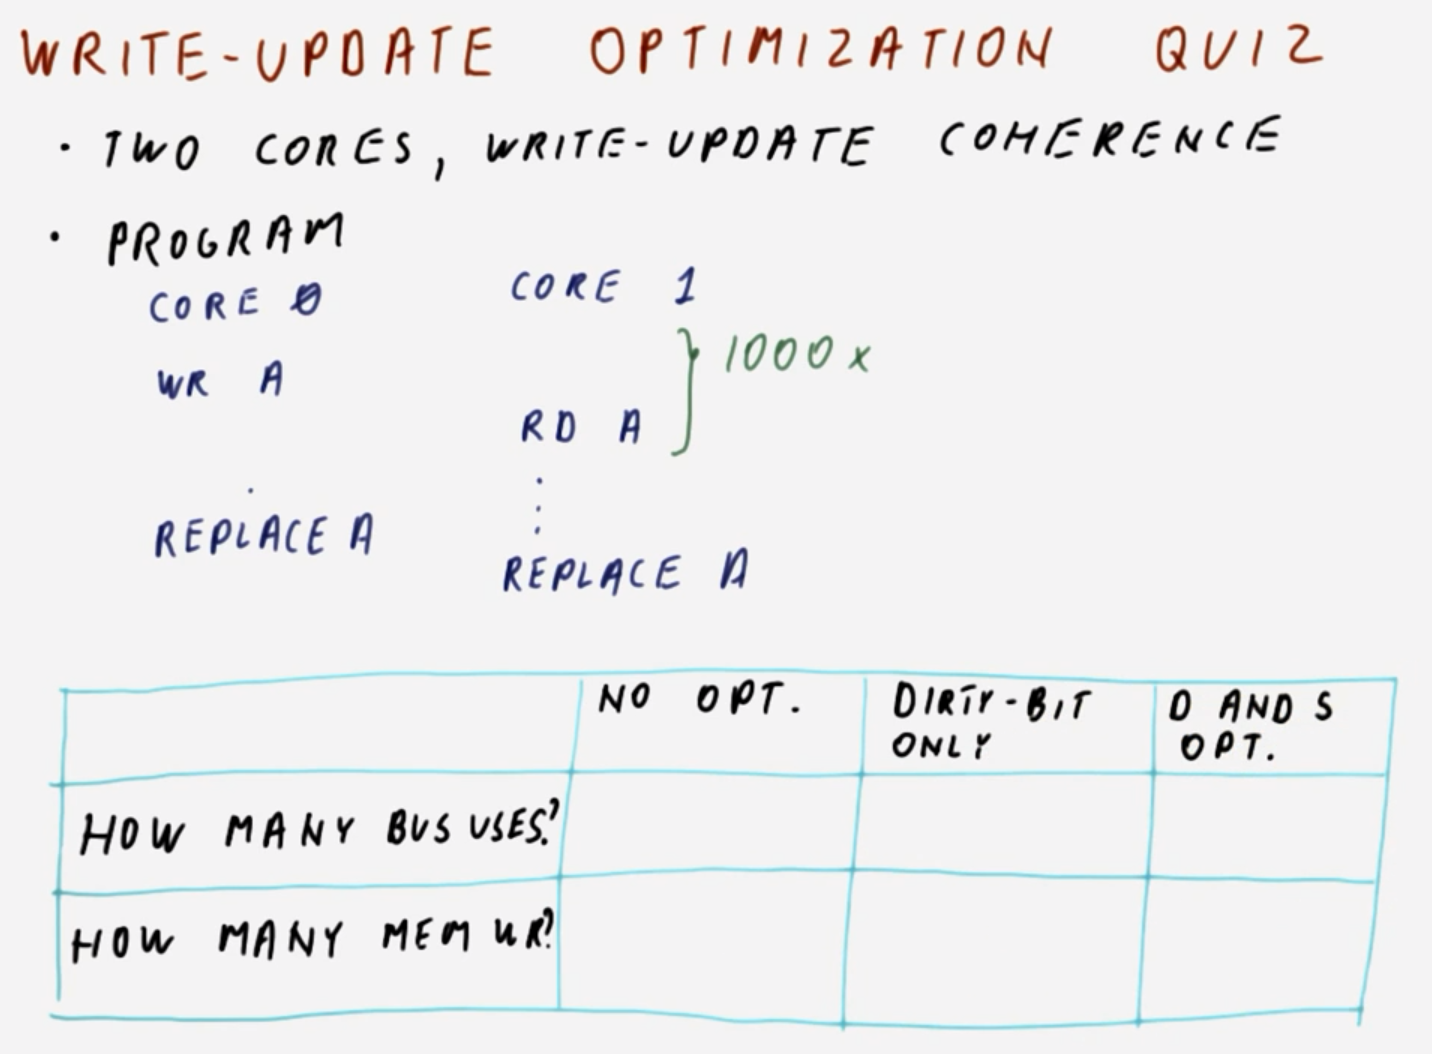 WRITE-UPDATE OPTIMIZATION QUIZ
· TWO CORES, WRITE-UPDATE COHERENCE
· PROGRAM
CORE 0 CORE 1
WR A } 1000x
RD A
REPLACE A
REPLACE A
NO OPT. DIRTY-BIT ONLY D AND S OPT.
HOW MANY BUS USES?
HOW MANY MEM WR?